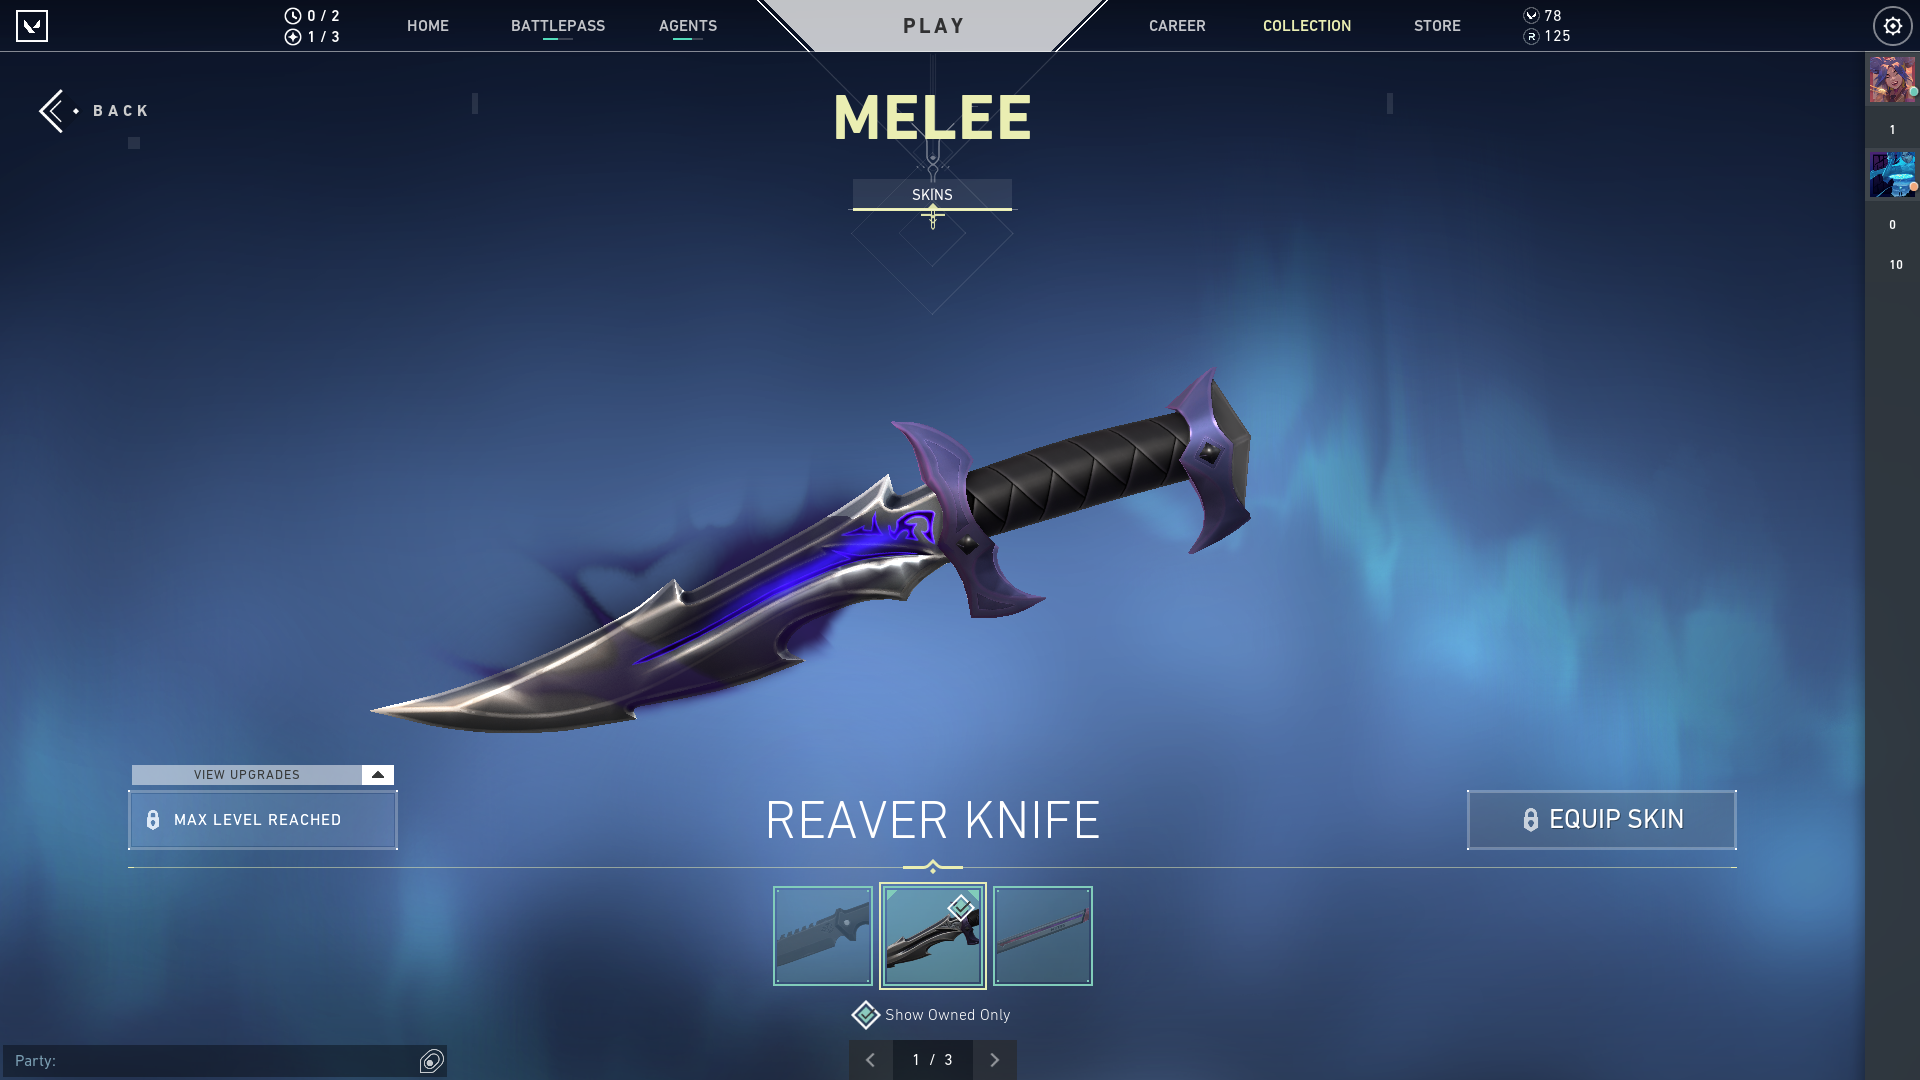 0 / 2
1 / 3
HOME
BATTLEPASS
AGENTS
PLAY
CAREER
COLLECTION
STORE
78
125
BACK
MELEE
SKINS
1
0
10
VIEW UPGRADES
MAX LEVEL REACHED
REAVER KNIFE
EQUIP SKIN
Show Owned Only
Party:
1 / 3